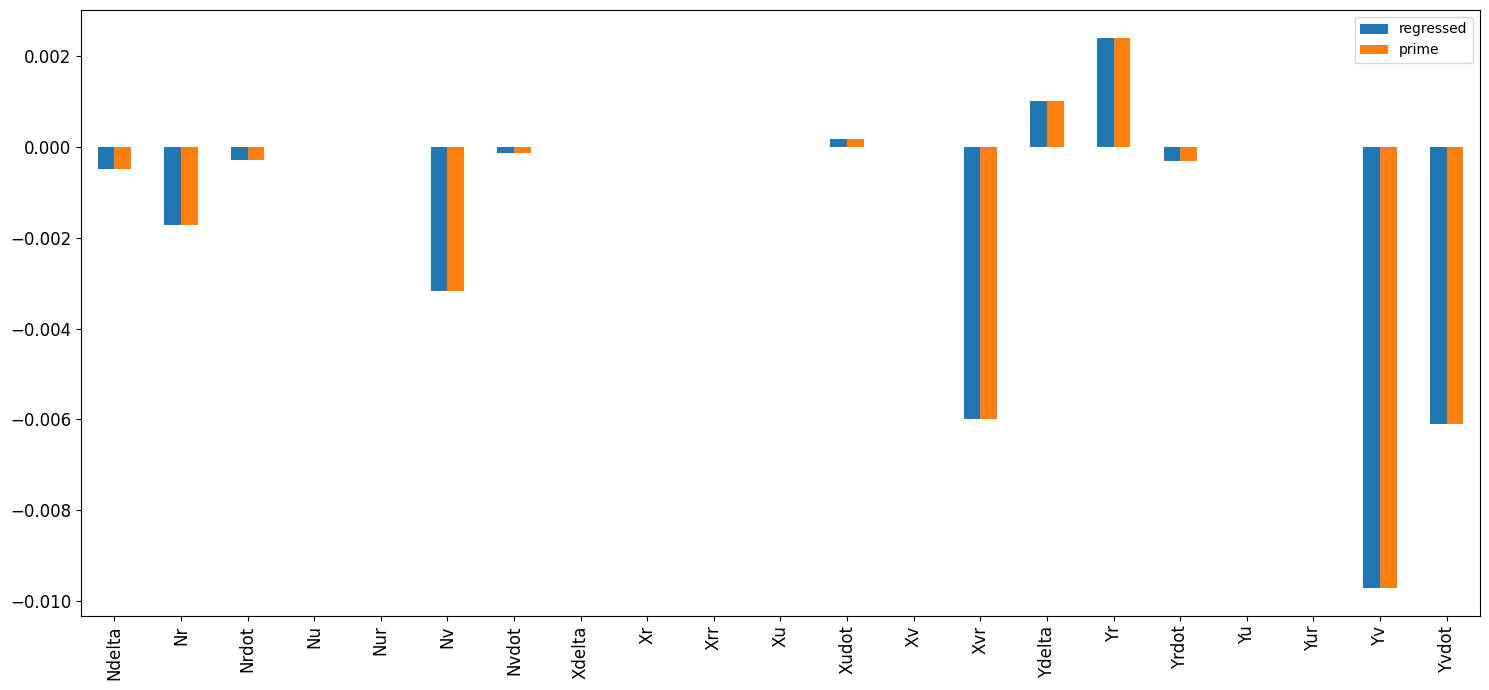 regressed
prime
0.002
0.000
−0.002
−0.004
−0.006
−0.008
−0.010
Ndelta
Nr
Nrdot
Nu
Nur
Nv
Nvdot
Xdelta
Xr
Xrr
Xu
Xudot
Xv
Xvr
Ydelta
Yr
Yrdot
Yu
Yur
Yv
Yvdot